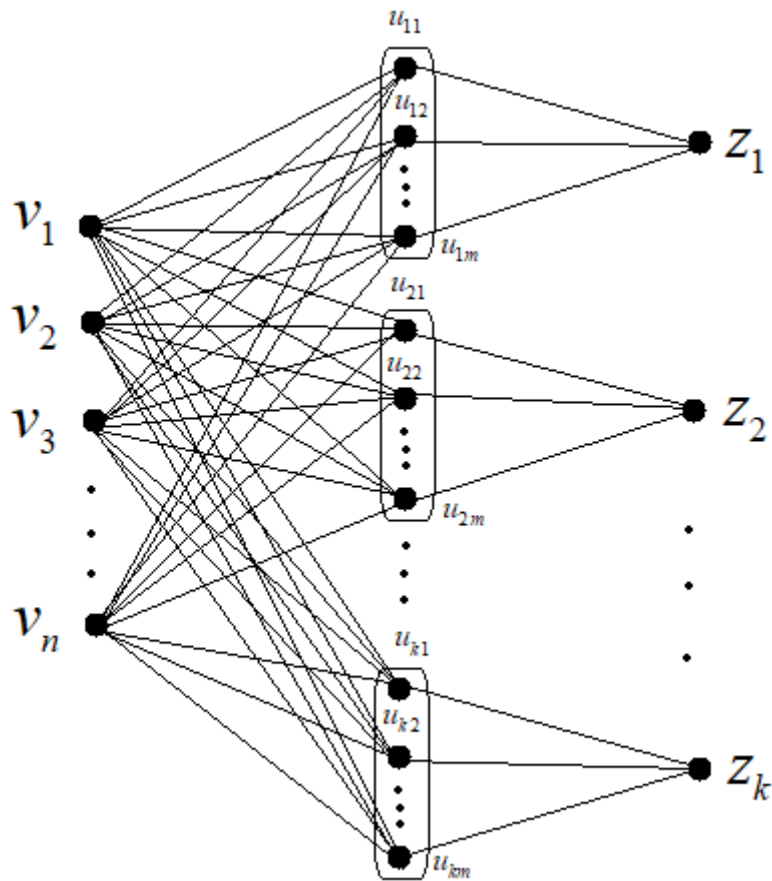 u₁₁
u₁₂
z₁
v₁
u₁ₘ
u₂₁
v₂
u₂₂
z₂
v₃
u₂ₘ
vₙ
uₖ₁
uₖ₂
zₖ
uₖₘ